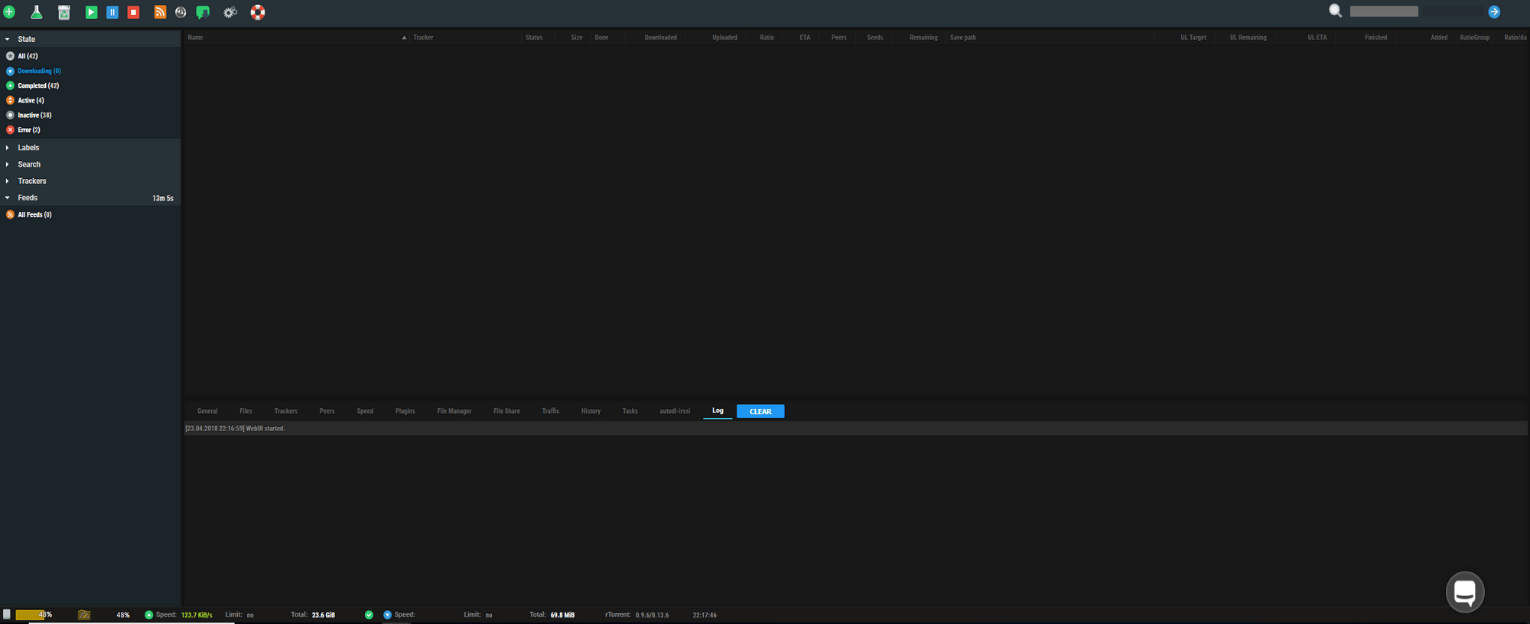 State
All (42)
Downloading (0)
Completed (42)
Active (4)
Inactive (38)
Error (2)
Labels
Search
Trackers
Feeds 13m 5s
All Feeds (0)
Name Tracker Status Size Done Downloaded Uploaded Ratio ETA Peers Seeds Remaining Save path UL Target UL Remaining UL ETA Finished Added RatioGroup Ratio/da
General Files Trackers Peers Speed Plugins File Manager File Share Traffic History Tasks autodl-irssi Log CLEAR
[23.04.2018 22:16:59] WebUI started.
48% 48% Speed: 123.7 KiB/s Limit: no Total: 23.6 GiB Speed: Limit: no Total: 69.8 MiB rTorrent: 0.9.6/0.13.6 22:17:46